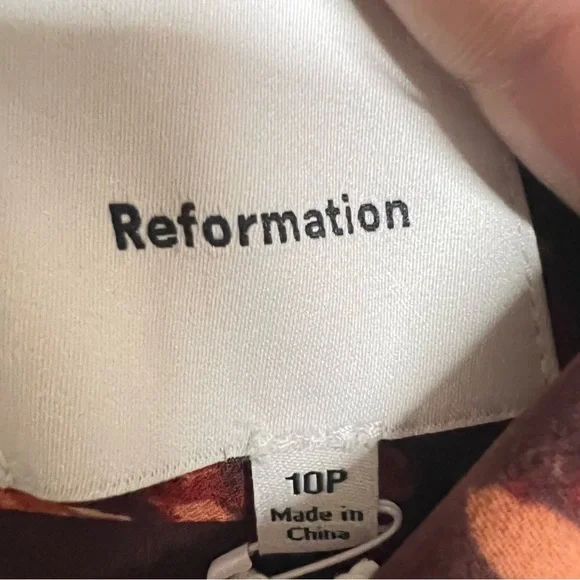 Reformation
10P
Made in
China